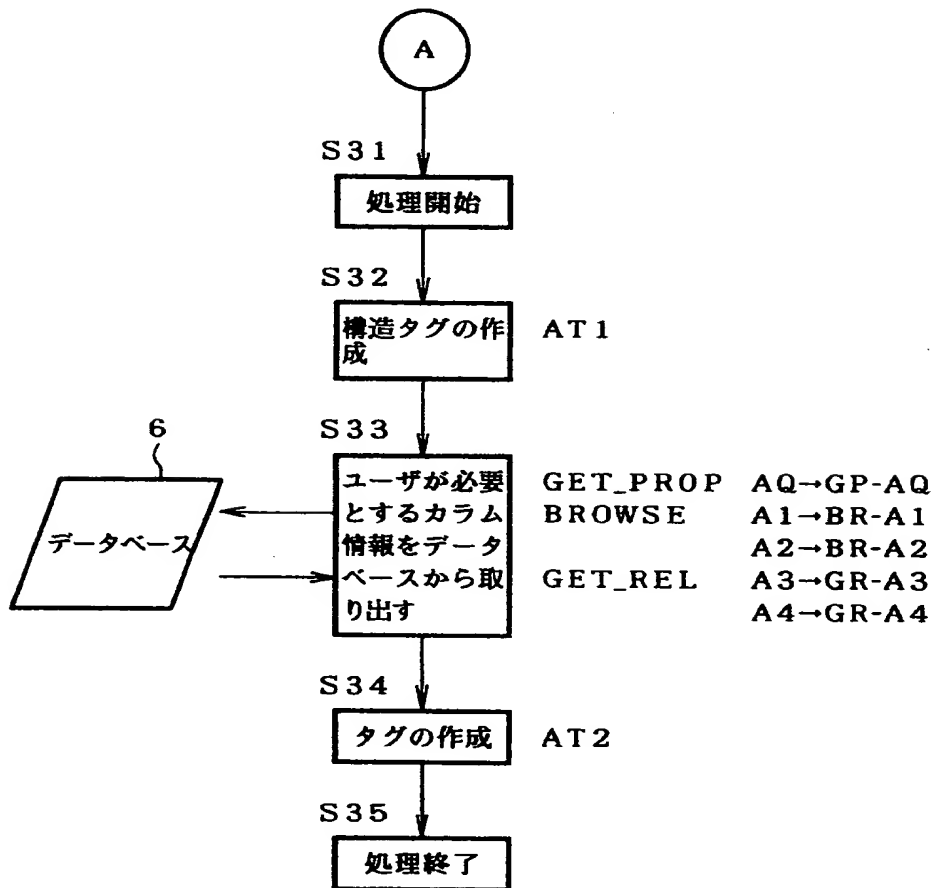 A
S31
処理開始
S32
構造タグの作
成
AT1
S33
6
データベース
ユーザが必要
とするカラム
情報をデータ
ベースから取
り出す
GET_PROP AQ→GP-AQ
BROWSE A1→BR-A1
A2→BR-A2
GET_REL A3→GR-A3
A4→GR-A4
S34
タグの作成
AT2
S35
処理終了